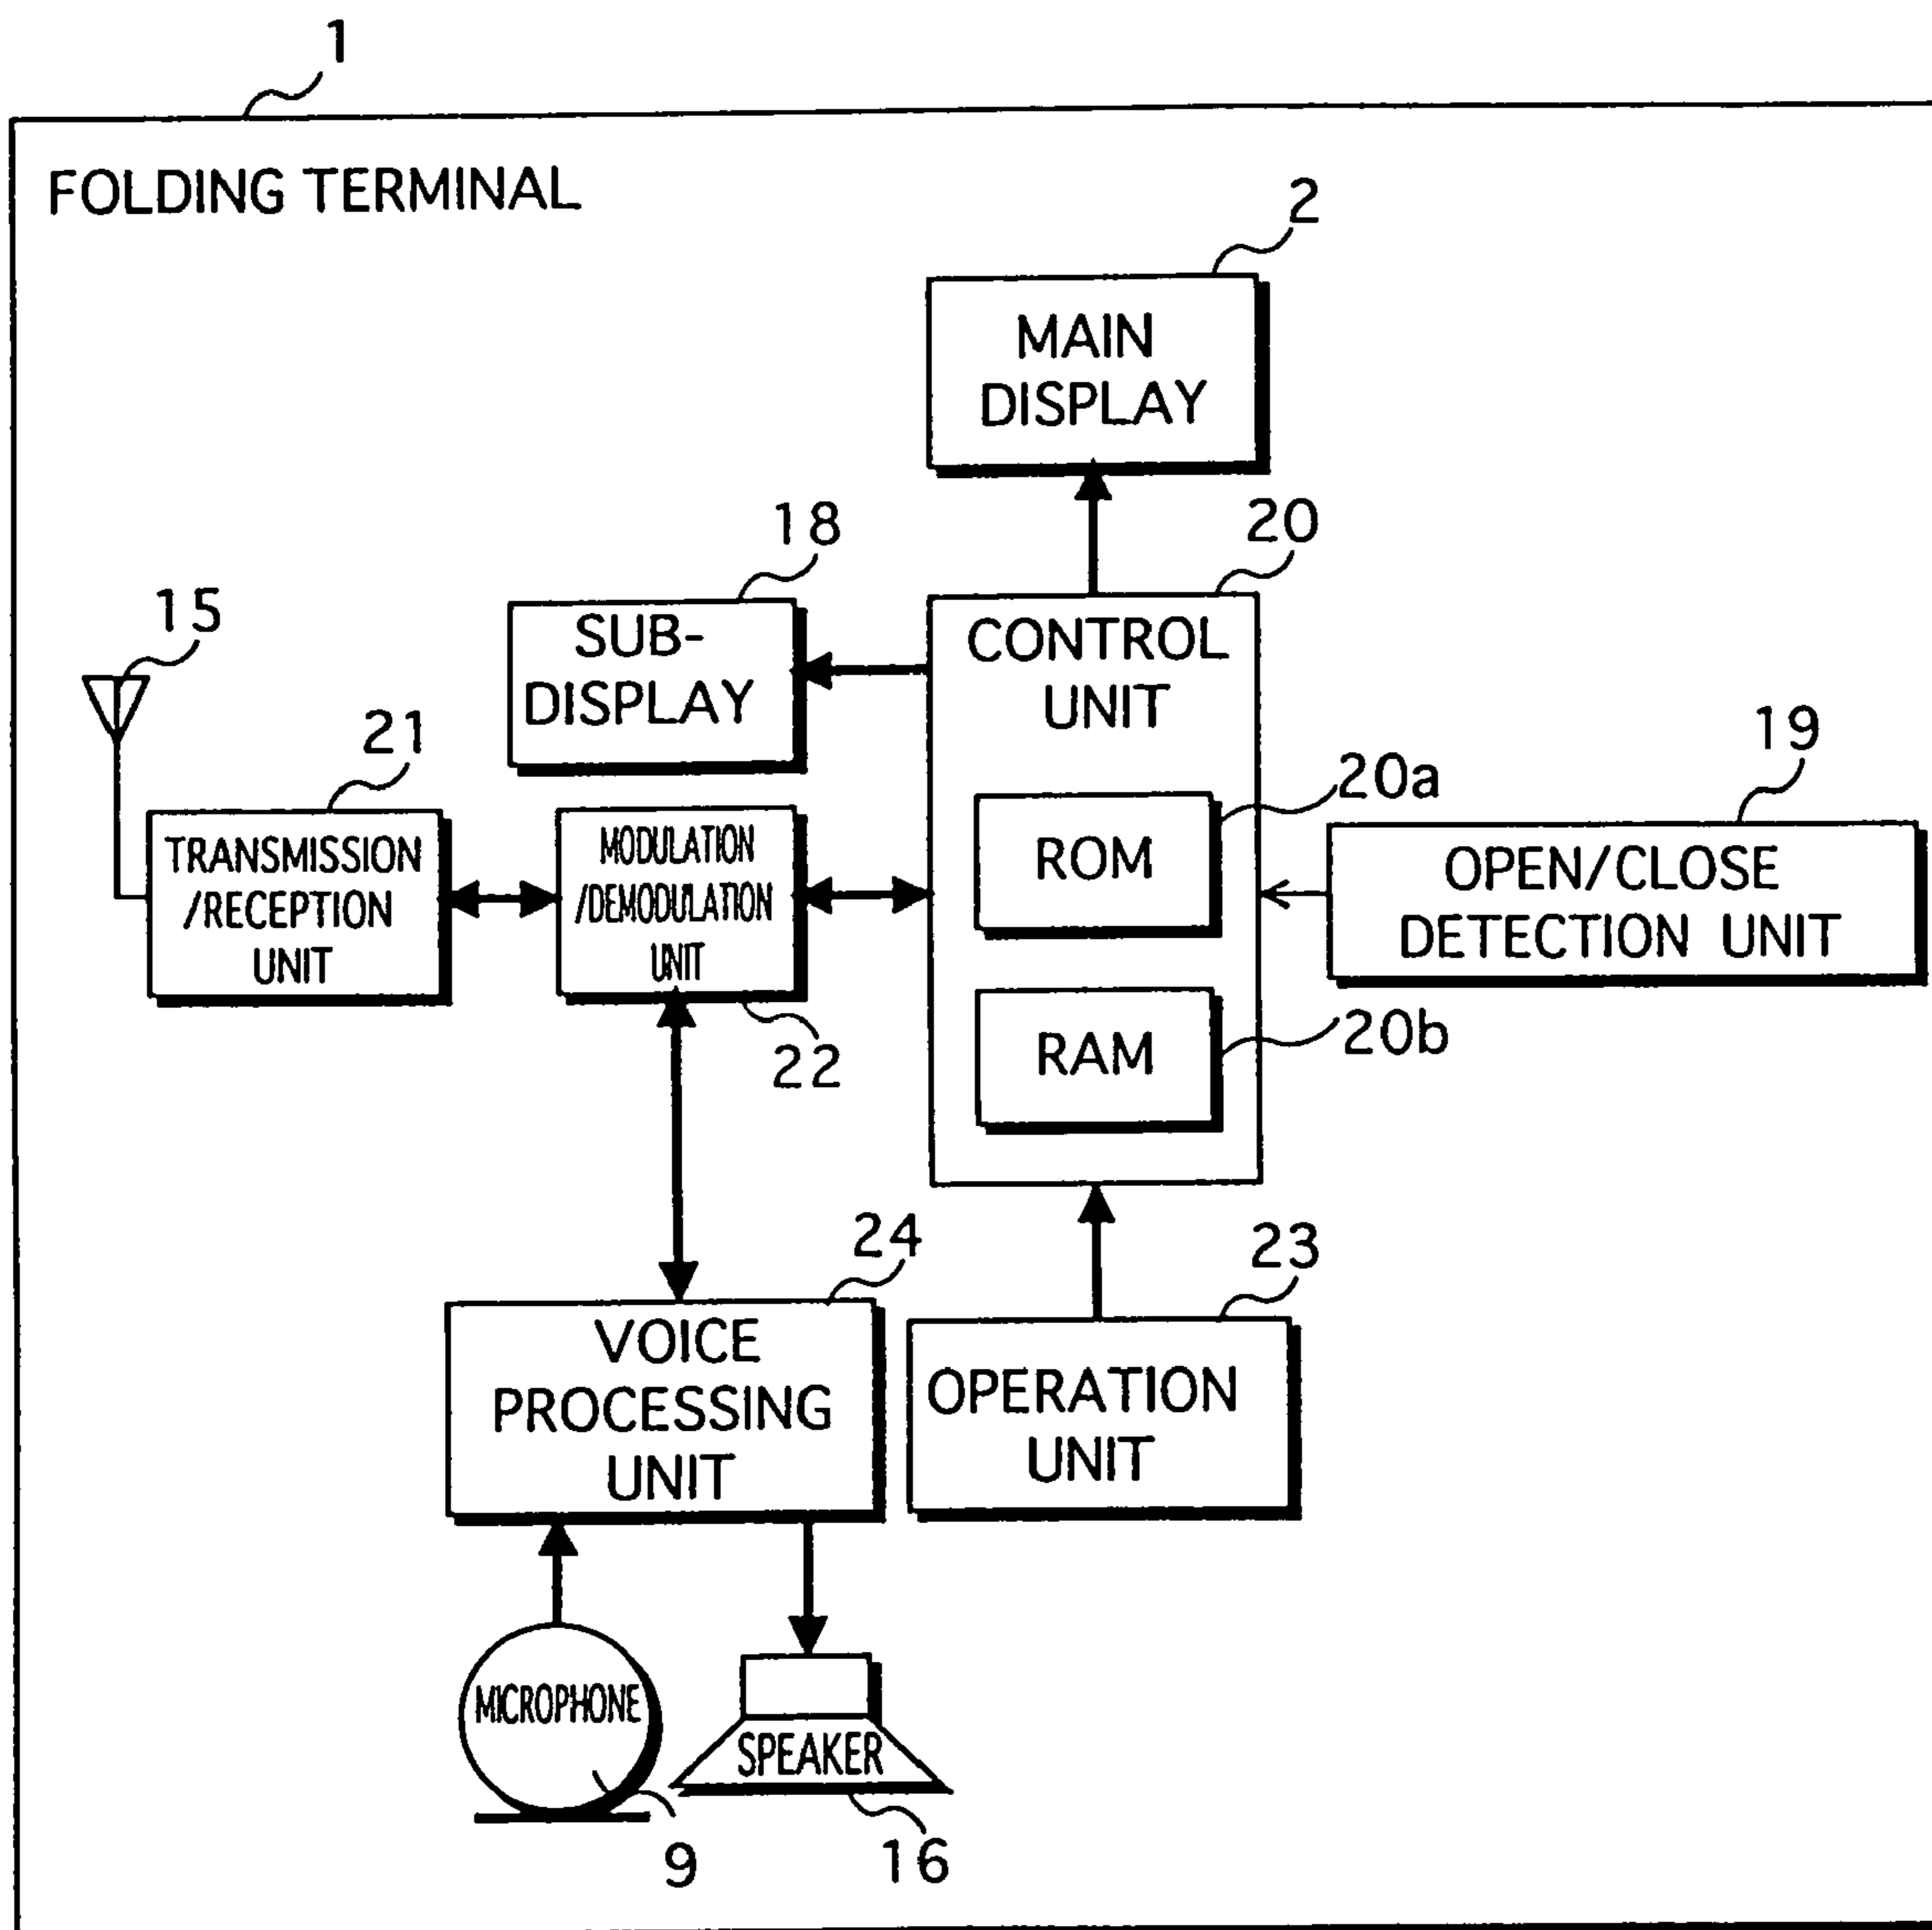 1
FOLDING TERMINAL
2
MAIN
DISPLAY
18
20
15
SUB-
DISPLAY
CONTROL
UNIT
21
19
20a
TRANSMISSION
/RECEPTION
UNIT
MODULATION
/DEMODULATION
UNIT
ROM
OPEN/CLOSE
DETECTION UNIT
22
RAM
20b
24
23
VOICE
PROCESSING
UNIT
OPERATION
UNIT
MICROPHONE
SPEAKER
9
16